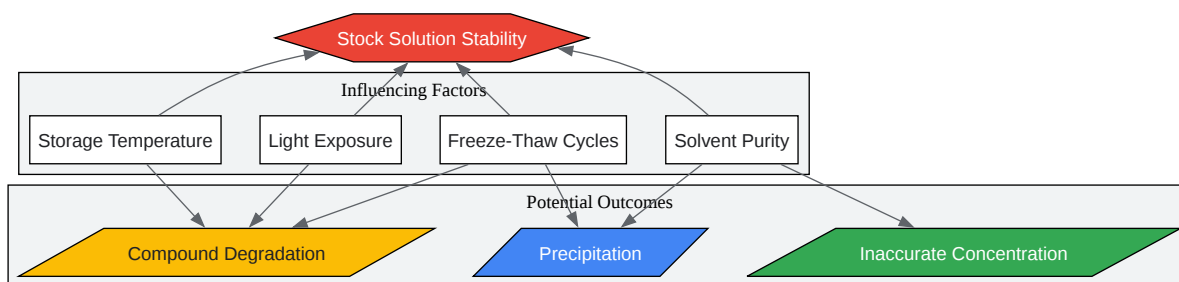 Stock Solution Stability
Influencing Factors
Storage Temperature
Light Exposure
Freeze-Thaw Cycles
Solvent Purity
Potential Outcomes
Compound Degradation
Precipitation
Inaccurate Concentration